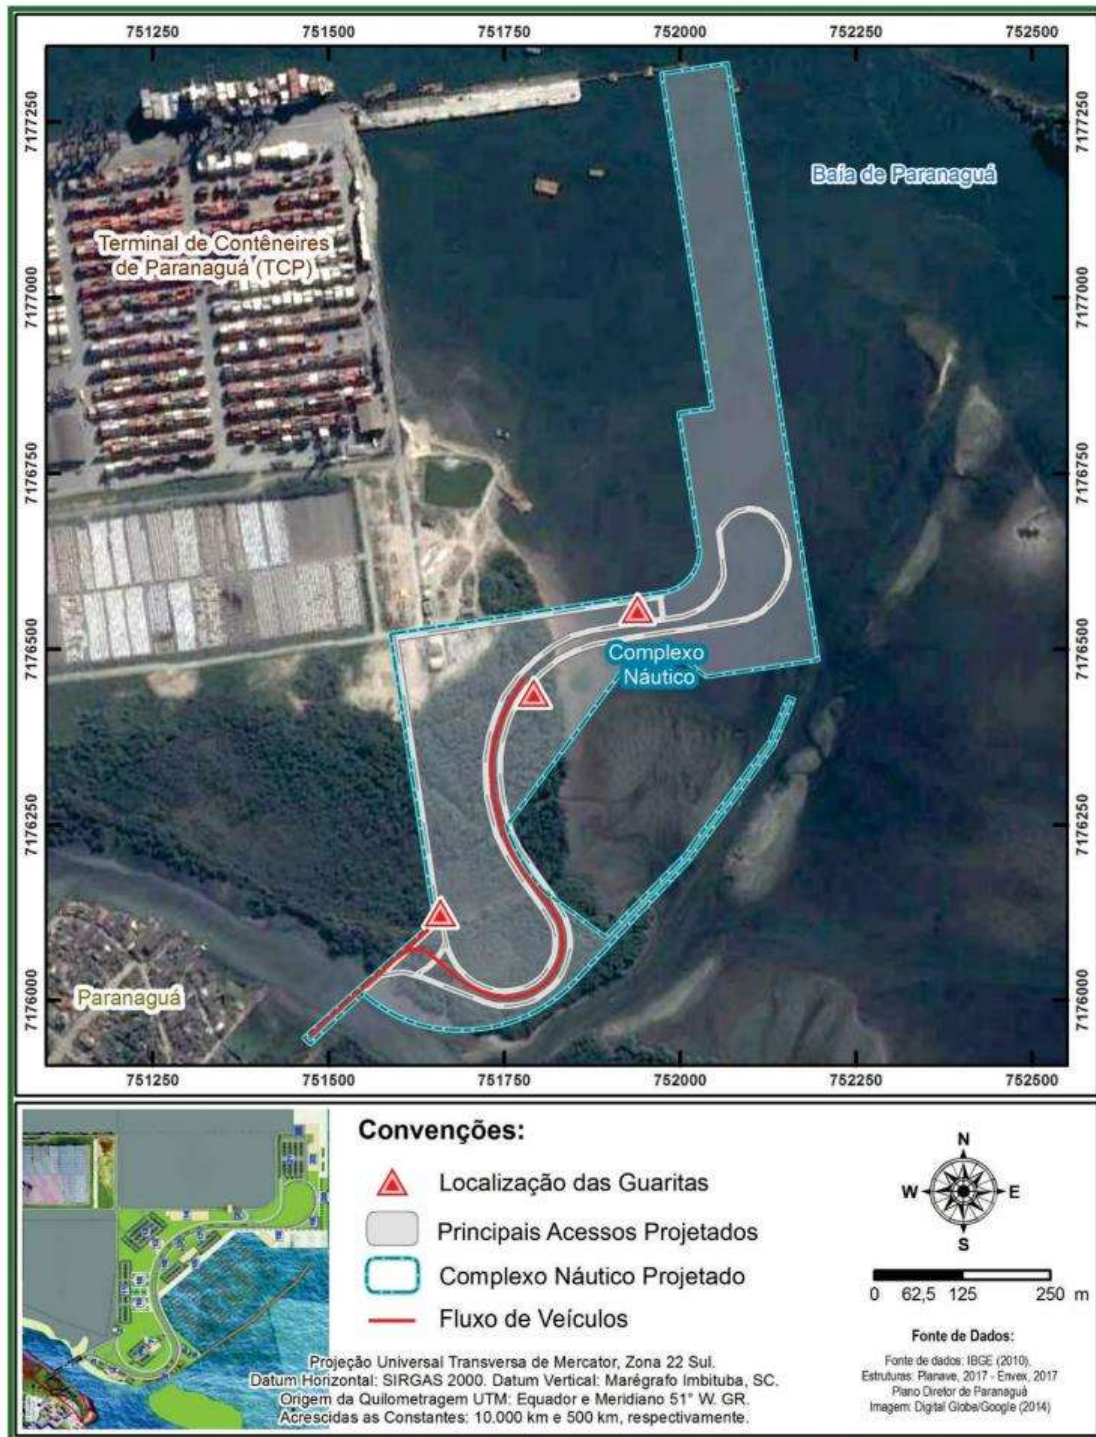 751250 751500 751750 752000 752250 752500
7177250
7177250
Baía de Paranaguá
Terminal de Contêneires
de Paranaguá (TCP)
7177000
7177000
7176750
7176750
7176500
7176500
Complexo
Náutico
7176250
7176250
7176000
7176000
Paranaguá
751250 751500 751750 752000 752250 752500
Convenções:
Localização das Guaritas
Principais Acessos Projetados
Complexo Náutico Projetado
Fluxo de Veículos
Projeção Universal Transversa de Mercator, Zona 22 Sul.
Datum Horizontal: SIRGAS 2000. Datum Vertical: Marégrafo Imbituba, SC.
Origem da Quilometragem UTM: Equador e Meridiano 51° W. GR.
Acrescidas as Constantes: 10.000 km e 500 km, respectivamente.
N
W E
S
0 62,5 125 250 m
Fonte de Dados:
Fonte de dados: IBGE (2010).
Estruturas: Planave, 2017 - Envex, 2017
Plano Diretor de Paranaguá
Imagem: Digital Globe/Google (2014)